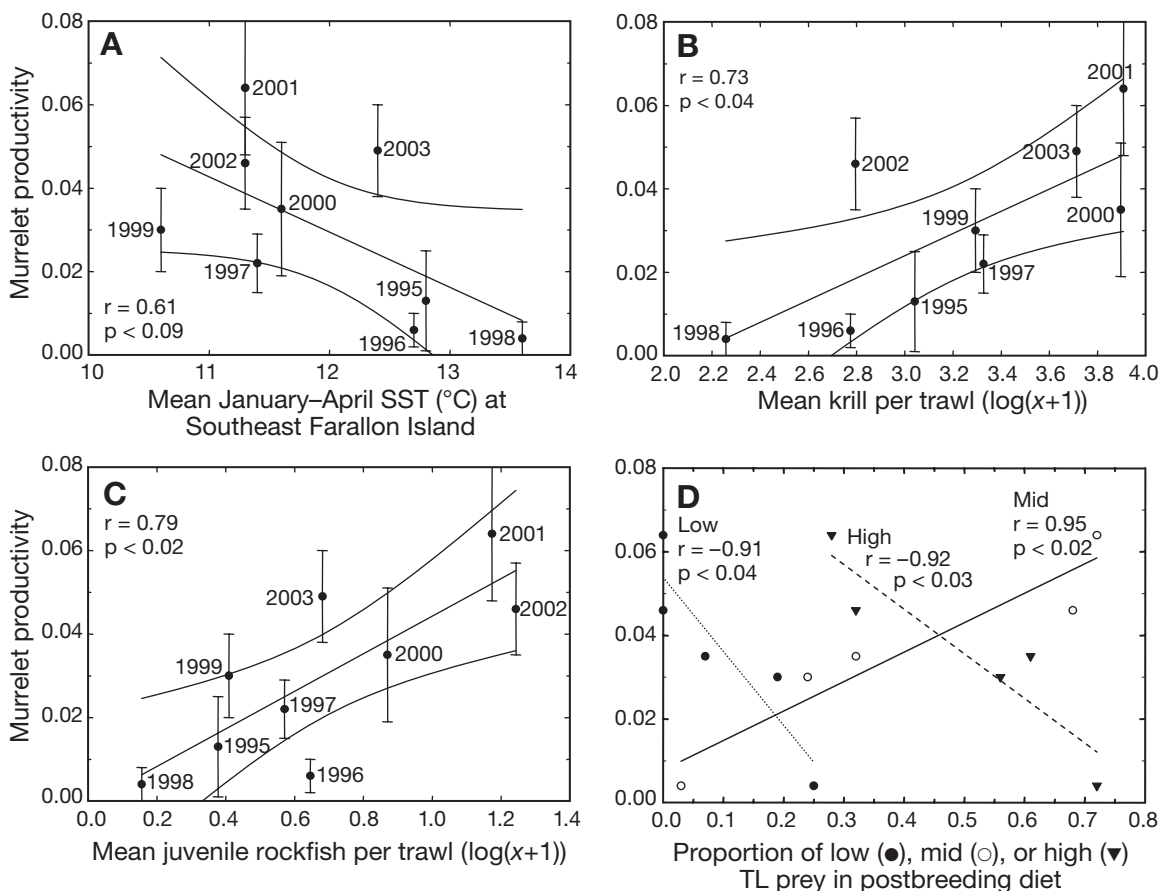 A
Murrelet productivity
0.08
0.06
0.04
0.02
0.00
2001
2002
2003
2000
1999
1997
1995
1996
1998
r = 0.61
p < 0.09
10
11
12
13
14
Mean January–April SST (°C) at
Southeast Farallon Island
B
r = 0.73
p < 0.04
0.08
0.06
0.04
0.02
0.00
2001
2002
2003
2000
1999
1997
1995
1996
1998
2.0
2.2
2.6
2.8
3.0
3.2
3.4
3.6
3.8
4.0
Mean krill per trawl (log(x+1))
C
r = 0.79
p < 0.02
Murrelet productivity
0.08
0.06
0.04
0.02
0.00
2001
2003
2002
2000
1999
1997
1995
1996
1998
0.0
0.2
0.4
0.6
0.8
1.0
1.2
1.4
Mean juvenile rockfish per trawl (log(x+1))
D
Low
r = −0.91
p < 0.04
High
r = −0.92
p < 0.03
Mid
r = 0.95
p < 0.02
0.08
0.06
0.04
0.02
0.00
0.0
0.1
0.2
0.3
0.4
0.5
0.6
0.7
0.8
Proportion of low (●), mid (○), or high (▼)
TL prey in postbreeding diet